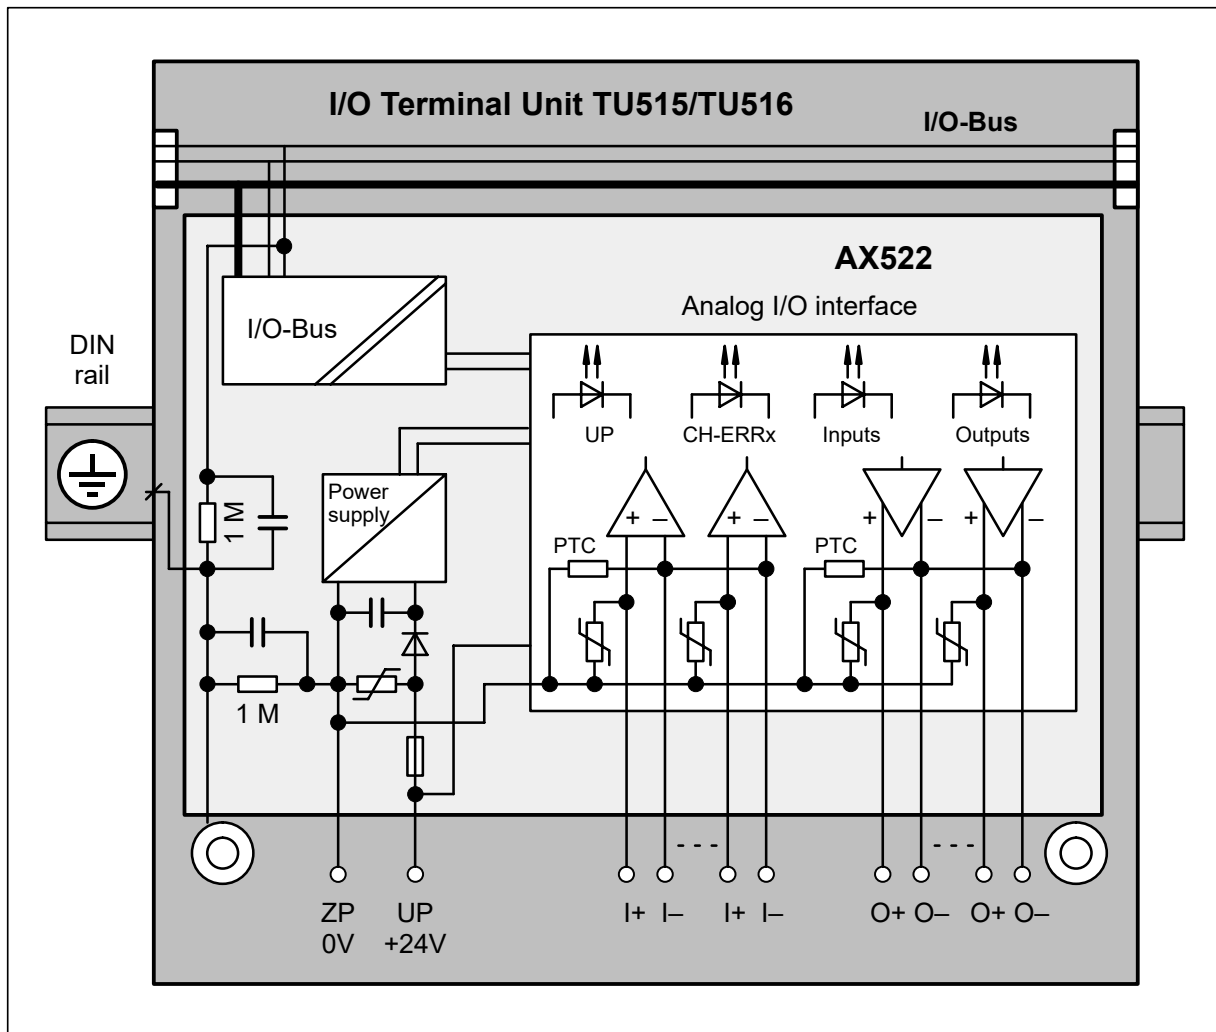 I/O Terminal Unit TU515/TU516
I/O-Bus
AX522
Analog I/O interface
I/O-Bus
DIN
rail
UP
CH-ERRx
Inputs
Outputs
Power
supply
1 M
+ –
+ –
+ –
+ –
PTC
PTC
1 M
- - -
- - -
ZP
0V
UP
+24V
I+ I–
I+ I–
O+ O–
O+ O–